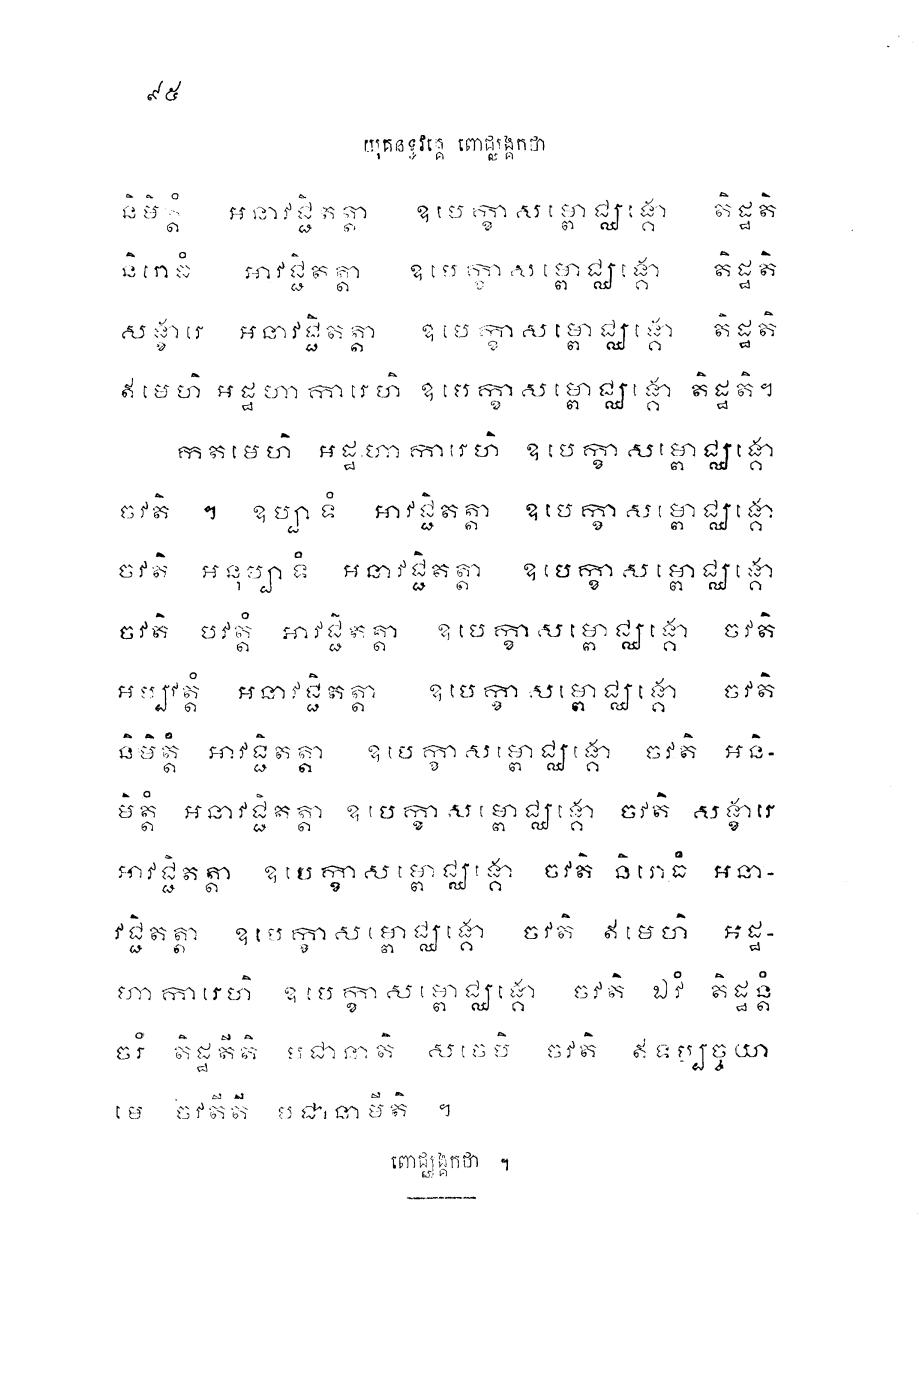 ៩៥
យុគនទ្ធវគ្គេ ពោជ្ឈង្គកថា
និមិត្តំ អនាវជ្ជិតត្តា ឧបេក្ខាសម្ពោជ្ឈង្គោ តិដ្ឋតិ
និរោធំ អាវជ្ជិតត្តា ឧបេក្ខាសម្ពោជ្ឈង្គោ តិដ្ឋតិ
សង្ខារេ អនាវជ្ជិតត្តា ឧបេក្ខាសម្ពោជ្ឈង្គោ តិដ្ឋតិ
ឥមេហិ អដ្ឋហាការេហិ ឧបេក្ខាសម្ពោជ្ឈង្គោ តិដ្ឋតិ។
កតមេហិ អដ្ឋហាការេហិ ឧបេក្ខាសម្ពោជ្ឈង្គោ
ចវតិ ។ ឧប្បាទំ អាវជ្ជិតត្តា ឧបេក្ខាសម្ពោជ្ឈង្គោ
ចវតិ អនុប្បាទំ អនាវជ្ជិតត្តា ឧបេក្ខាសម្ពោជ្ឈង្គោ
ចវតិ បវត្តំ អាវជ្ជិតត្តា ឧបេក្ខាសម្ពោជ្ឈង្គោ ចវតិ
អប្បវត្តំ អនាវជ្ជិតត្តា ឧបេក្ខាសម្ពោជ្ឈង្គោ ចវតិ
និមិត្តំ អាវជ្ជិតត្តា ឧបេក្ខាសម្ពោជ្ឈង្គោ ចវតិ អនិ-
មិត្តំ អនាវជ្ជិតត្តា ឧបេក្ខាសម្ពោជ្ឈង្គោ ចវតិ សង្ខារេ
អាវជ្ជិតត្តា ឧបេក្ខាសម្ពោជ្ឈង្គោ ចវតិ និរោធំ អនា-
វជ្ជិតត្តា ឧបេក្ខាសម្ពោជ្ឈង្គោ ចវតិ ឥមេហិ អដ្ឋ-
ហាការេហិ ឧបេក្ខាសម្ពោជ្ឈង្គោ ចវតិ ឯវំ តិដ្ឋន្តំ
ចរំ តិដ្ឋតីតិ បជានាតិ សចេបិ ចវតិ ឥទប្បច្ចយា
មេ ចវតីតិ បជានាមីតិ ។
ពោជ្ឈង្គកថា ។